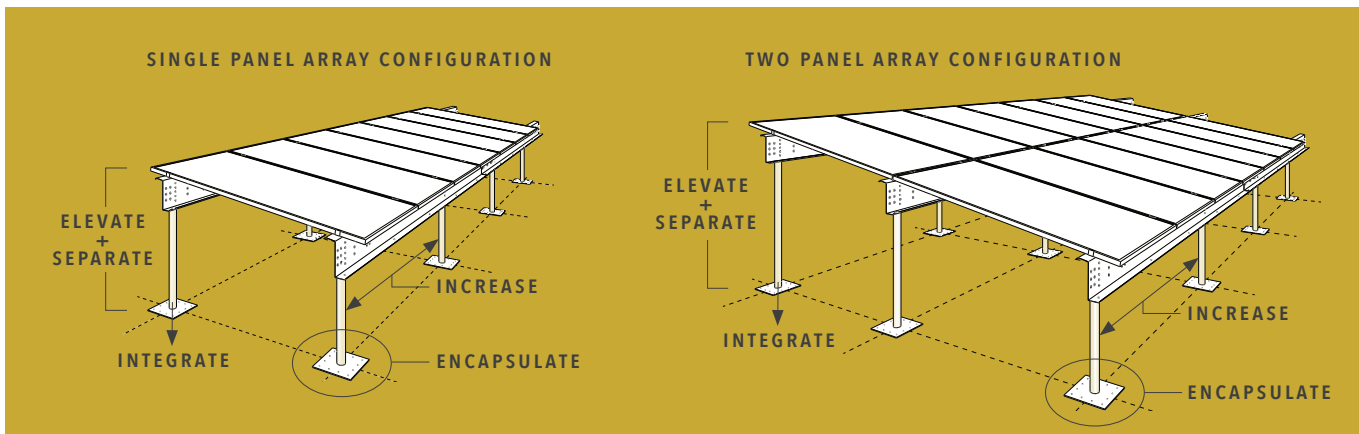 SINGLE PANEL ARRAY CONFIGURATION
ELEVATE
+
SEPARATE
INCREASE
INTEGRATE
ENCAPSULATE
TWO PANEL ARRAY CONFIGURATION
ELEVATE
+
SEPARATE
INCREASE
INTEGRATE
ENCAPSULATE